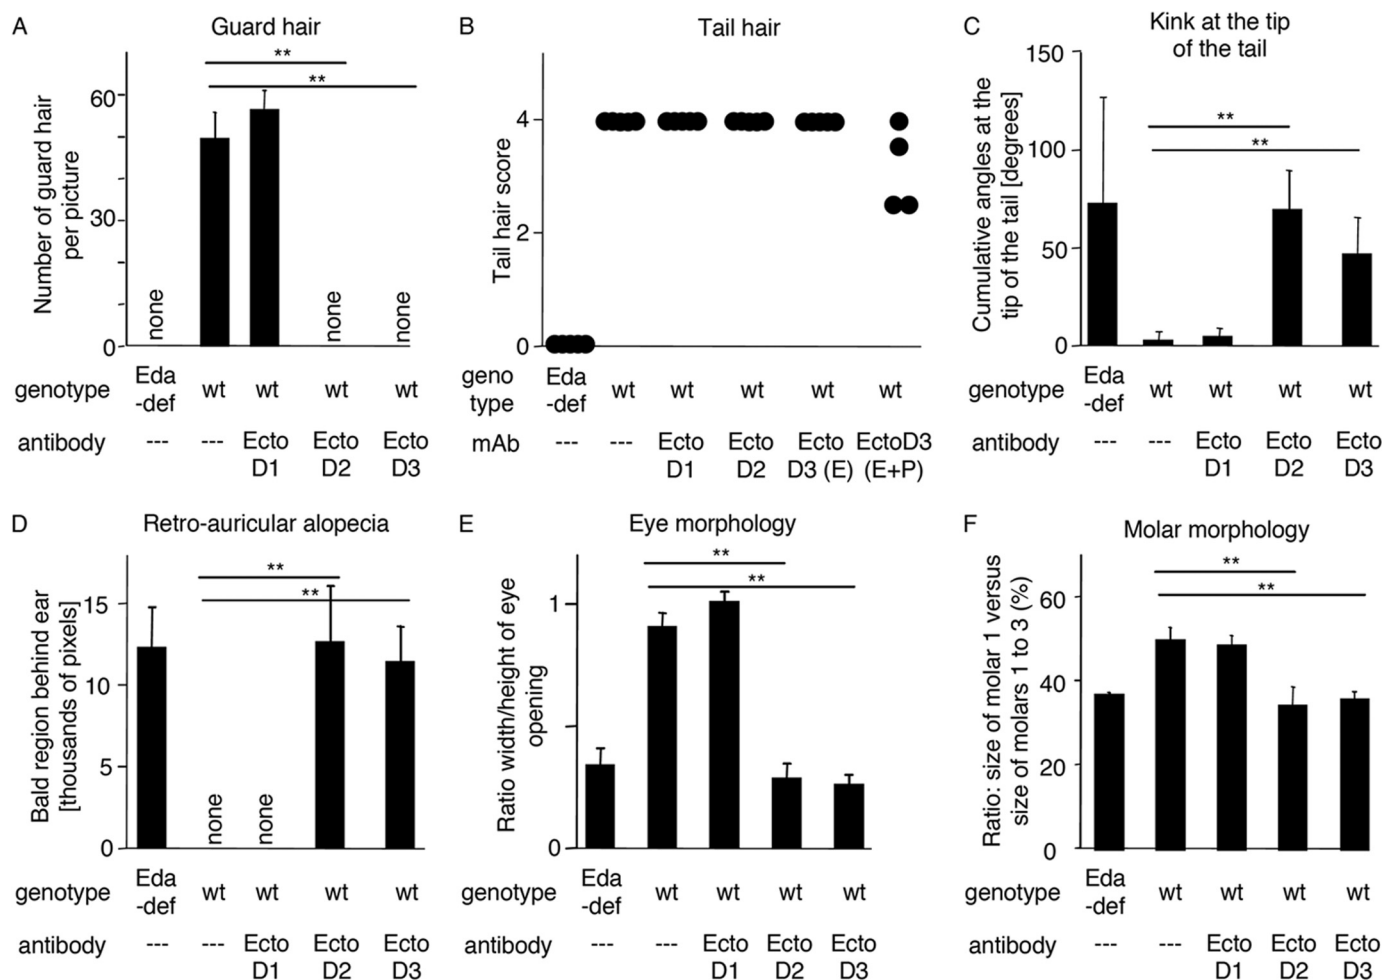 A
Guard hair
Number of guard hair
per picture
60
30
0
**
**
none
none
none
genotype
Eda
-def
wt
wt
wt
wt
antibody
---
---
Ecto
D1
Ecto
D2
Ecto
D3
B
Tail hair
Tail hair score
4
2
0
geno
type
Eda
-def
wt
wt
wt
wt
wt
mAb
---
---
Ecto
D1
Ecto
D2
Ecto
D3 (E)
EctoD3
(E+P)
C
Kink at the tip
of the tail
Cumulative angles at the
tip of the tail [degrees]
150
100
50
0
**
**
genotype
Eda
-def
wt
wt
wt
wt
antibody
---
---
Ecto
D1
Ecto
D2
Ecto
D3
D
Retro-auricular alopecia
Bald region behind ear
[thousands of pixels]
15
10
5
0
**
**
none
none
genotype
Eda
-def
wt
wt
wt
wt
antibody
---
---
Ecto
D1
Ecto
D2
Ecto
D3
E
Eye morphology
Ratio width/height of eye
opening
1
0
**
**
genotype
Eda
-def
wt
wt
wt
wt
antibody
---
---
Ecto
D1
Ecto
D2
Ecto
D3
F
Molar morphology
Ratio: size of molar 1 versus
size of molars 1 to 3 (%)
60
40
20
0
**
**
genotype
Eda
-def
wt
wt
wt
wt
antibody
---
---
Ecto
D1
Ecto
D2
Ecto
D3